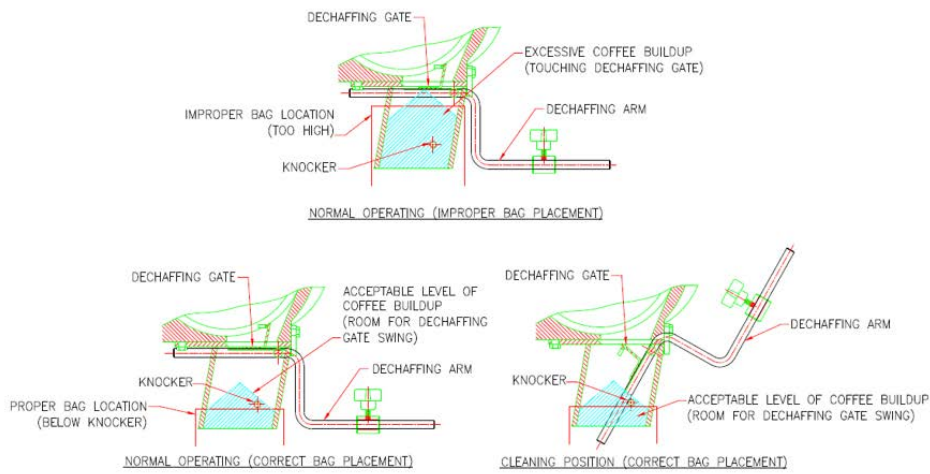 DECHAFFING GATE
EXCESSIVE COFFEE BUILDUP
(TOUCHING DECHAFFING GATE)
IMPROPER BAG LOCATION
(TOO HIGH)
DECHAFFING ARM
KNOCKER
NORMAL OPERATING (IMPROPER BAG PLACEMENT)
DECHAFFING GATE
ACCEPTABLE LEVEL OF
COFFEE BUILDUP
(ROOM FOR DECHAFFING
GATE SWING)
KNOCKER
DECHAFFING ARM
PROPER BAG LOCATION
(BELOW KNOCKER)
NORMAL OPERATING (CORRECT BAG PLACEMENT)
DECHAFFING GATE
DECHAFFING ARM
KNOCKER
ACCEPTABLE LEVEL OF COFFEE BUILDUP
(ROOM FOR DECHAFFING GATE SWING)
CLEANING POSITION (CORRECT BAG PLACEMENT)